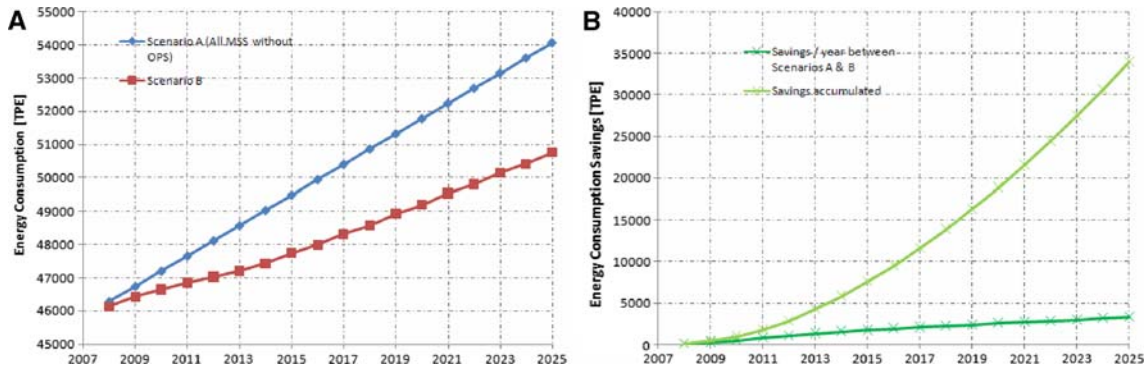 A
Energy Consumption [TPE]
55000
54000
53000
52000
51000
50000
49000
48000
47000
46000
45000
Scenario A (All MSS without
OPS)
Scenario B
2007 2009 2011 2013 2015 2017 2019 2021 2023 2025
B
Energy Consumption Savings [TPE]
40000
35000
30000
25000
20000
15000
10000
5000
0
Savings / year between
Scenarios A & B
Savings accumulated
2007 2009 2011 2013 2015 2017 2019 2021 2023 2025